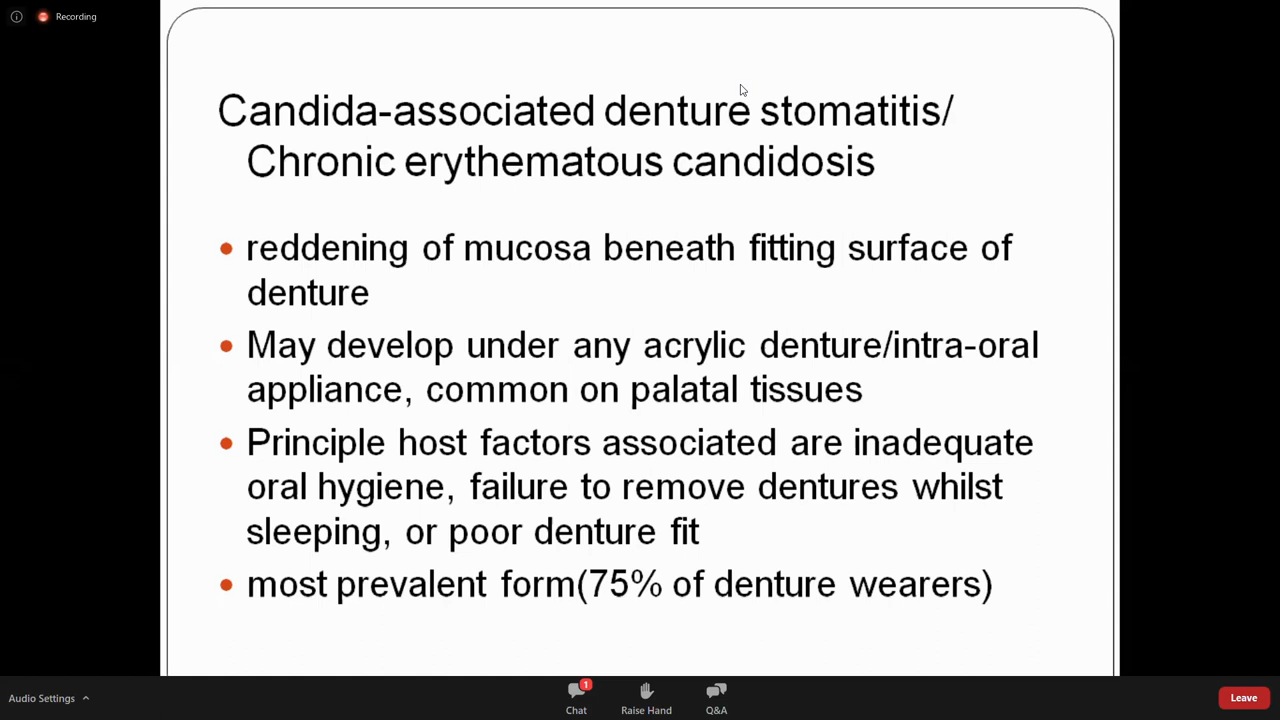 Recording
Candida-associated denture stomatitis/
Chronic erythematous candidosis
• reddening of mucosa beneath fitting surface of
denture
• May develop under any acrylic denture/intra-oral
appliance, common on palatal tissues
• Principle host factors associated are inadequate
oral hygiene, failure to remove dentures whilst
sleeping, or poor denture fit
• most prevalent form(75% of denture wearers)
Audio Settings
1
Chat
Raise Hand
Q&A
Leave